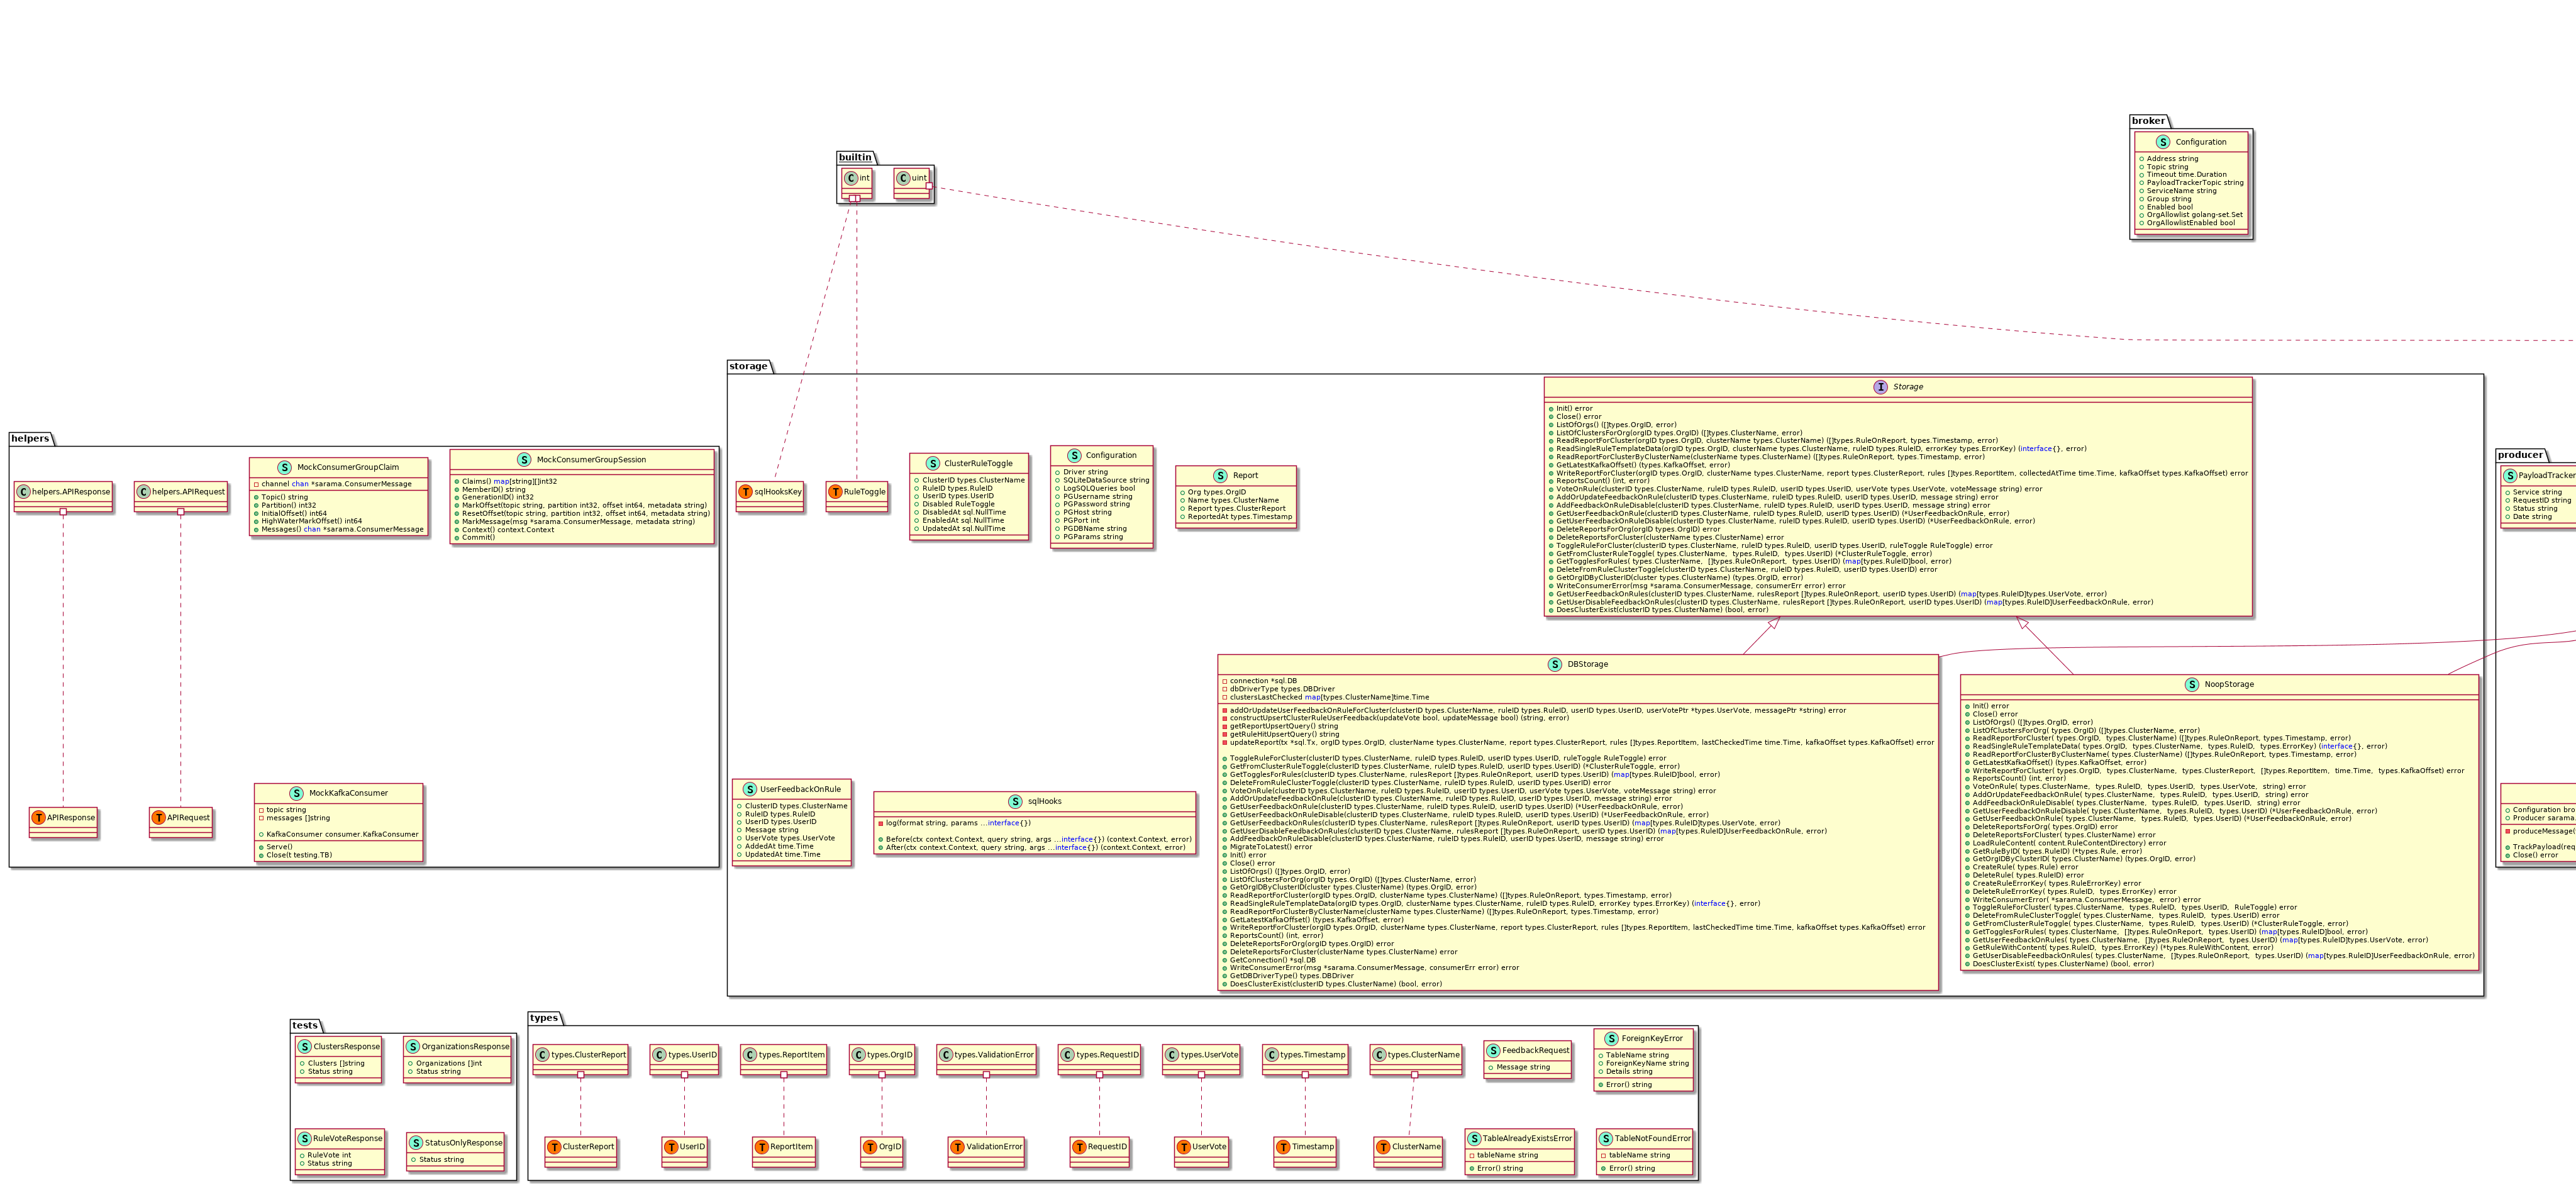 broker
Configuration
Address string
Topic string
Timeout time.Duration
PayloadTrackerTopic string
ServiceName string
Group string
Enabled bool
OrgAllowlist golang-set.Set
OrgAllowlistEnabled bool
builtin
int
uint
storage
sqlHooksKey
RuleToggle
ClusterRuleToggle
ClusterID types.ClusterName
RuleID types.RuleID
UserID types.UserID
Disabled RuleToggle
DisabledAt sql.NullTime
EnabledAt sql.NullTime
UpdatedAt sql.NullTime
Configuration
Driver string
SQLiteDataSource string
LogSQLQueries bool
PGUsername string
PGPassword string
PGHost string
PGPort int
PGDBName string
PGParams string
Report
Org types.OrgID
Name types.ClusterName
Report types.ClusterReport
ReportedAt types.Timestamp
Storage
Init() error
Close() error
ListOfOrgs() ([]types.OrgID, error)
ListOfClustersForOrg(orgID types.OrgID) ([]types.ClusterName, error)
ReadReportForCluster(orgID types.OrgID, clusterName types.ClusterName) ([]types.RuleOnReport, types.Timestamp, error)
ReadSingleRuleTemplateData(orgID types.OrgID, clusterName types.ClusterName, ruleID types.RuleID, errorKey types.ErrorKey) (interface{}, error)
ReadReportForClusterByClusterName(clusterName types.ClusterName) ([]types.RuleOnReport, types.Timestamp, error)
GetLatestKafkaOffset() (types.KafkaOffset, error)
WriteReportForCluster(orgID types.OrgID, clusterName types.ClusterName, report types.ClusterReport, rules []types.ReportItem, collectedAtTime time.Time, kafkaOffset types.KafkaOffset) error
ReportsCount() (int, error)
VoteOnRule(clusterID types.ClusterName, ruleID types.RuleID, userID types.UserID, userVote types.UserVote, voteMessage string) error
AddOrUpdateFeedbackOnRule(clusterID types.ClusterName, ruleID types.RuleID, userID types.UserID, message string) error
AddFeedbackOnRuleDisable(clusterID types.ClusterName, ruleID types.RuleID, userID types.UserID, message string) error
GetUserFeedbackOnRule(clusterID types.ClusterName, ruleID types.RuleID, userID types.UserID) (*UserFeedbackOnRule, error)
GetUserFeedbackOnRuleDisable(clusterID types.ClusterName, ruleID types.RuleID, userID types.UserID) (*UserFeedbackOnRule, error)
DeleteReportsForOrg(orgID types.OrgID) error
DeleteReportsForCluster(clusterName types.ClusterName) error
ToggleRuleForCluster(clusterID types.ClusterName, ruleID types.RuleID, userID types.UserID, ruleToggle RuleToggle) error
GetFromClusterRuleToggle( types.ClusterName,  types.RuleID,  types.UserID) (*ClusterRuleToggle, error)
GetTogglesForRules( types.ClusterName,  []types.RuleOnReport,  types.UserID) (map[types.RuleID]bool, error)
DeleteFromRuleClusterToggle(clusterID types.ClusterName, ruleID types.RuleID, userID types.UserID) error
GetOrgIDByClusterID(cluster types.ClusterName) (types.OrgID, error)
WriteConsumerError(msg *sarama.ConsumerMessage, consumerErr error) error
GetUserFeedbackOnRules(clusterID types.ClusterName, rulesReport []types.RuleOnReport, userID types.UserID) (map[types.RuleID]types.UserVote, error)
GetUserDisableFeedbackOnRules(clusterID types.ClusterName, rulesReport []types.RuleOnReport, userID types.UserID) (map[types.RuleID]UserFeedbackOnRule, error)
DoesClusterExist(clusterID types.ClusterName) (bool, error)
helpers
helpers.APIResponse
helpers.APIRequest
MockConsumerGroupClaim
channel chan *sarama.ConsumerMessage
Topic() string
Partition() int32
InitialOffset() int64
HighWaterMarkOffset() int64
Messages() chan *sarama.ConsumerMessage
MockConsumerGroupSession
Claims() map[string][]int32
MemberID() string
GenerationID() int32
MarkOffset(topic string, partition int32, offset int64, metadata string)
ResetOffset(topic string, partition int32, offset int64, metadata string)
MarkMessage(msg *sarama.ConsumerMessage, metadata string)
Context() context.Context
Commit()
APIResponse
APIRequest
MockKafkaConsumer
topic string
messages []string
KafkaConsumer consumer.KafkaConsumer
Serve()
Close(t testing.TB)
producer
PayloadTracker
Service string
RequestID string
Status string
Date string
Configuration bro
Producer sarama.
produceMessage(
TrackPayload(req
Close() error
UserFeedbackOnRule
ClusterID types.ClusterName
RuleID types.RuleID
UserID types.UserID
Message string
UserVote types.UserVote
AddedAt time.Time
UpdatedAt time.Time
sqlHooks
log(format string, params ...interface{})
Before(ctx context.Context, query string, args ...interface{}) (context.Context, error)
After(ctx context.Context, query string, args ...interface{}) (context.Context, error)
DBStorage
connection *sql.DB
dbDriverType types.DBDriver
clustersLastChecked map[types.ClusterName]time.Time
addOrUpdateUserFeedbackOnRuleForCluster(clusterID types.ClusterName, ruleID types.RuleID, userID types.UserID, userVotePtr *types.UserVote, messagePtr *string) error
constructUpsertClusterRuleUserFeedback(updateVote bool, updateMessage bool) (string, error)
getReportUpsertQuery() string
getRuleHitUpsertQuery() string
updateReport(tx *sql.Tx, orgID types.OrgID, clusterName types.ClusterName, report types.ClusterReport, rules []types.ReportItem, lastCheckedTime time.Time, kafkaOffset types.KafkaOffset) error
ToggleRuleForCluster(clusterID types.ClusterName, ruleID types.RuleID, userID types.UserID, ruleToggle RuleToggle) error
GetFromClusterRuleToggle(clusterID types.ClusterName, ruleID types.RuleID, userID types.UserID) (*ClusterRuleToggle, error)
GetTogglesForRules(clusterID types.ClusterName, rulesReport []types.RuleOnReport, userID types.UserID) (map[types.RuleID]bool, error)
DeleteFromRuleClusterToggle(clusterID types.ClusterName, ruleID types.RuleID, userID types.UserID) error
VoteOnRule(clusterID types.ClusterName, ruleID types.RuleID, userID types.UserID, userVote types.UserVote, voteMessage string) error
AddOrUpdateFeedbackOnRule(clusterID types.ClusterName, ruleID types.RuleID, userID types.UserID, message string) error
GetUserFeedbackOnRule(clusterID types.ClusterName, ruleID types.RuleID, userID types.UserID) (*UserFeedbackOnRule, error)
GetUserFeedbackOnRuleDisable(clusterID types.ClusterName, ruleID types.RuleID, userID types.UserID) (*UserFeedbackOnRule, error)
GetUserFeedbackOnRules(clusterID types.ClusterName, rulesReport []types.RuleOnReport, userID types.UserID) (map[types.RuleID]types.UserVote, error)
GetUserDisableFeedbackOnRules(clusterID types.ClusterName, rulesReport []types.RuleOnReport, userID types.UserID) (map[types.RuleID]UserFeedbackOnRule, error)
AddFeedbackOnRuleDisable(clusterID types.ClusterName, ruleID types.RuleID, userID types.UserID, message string) error
MigrateToLatest() error
Init() error
Close() error
ListOfOrgs() ([]types.OrgID, error)
ListOfClustersForOrg(orgID types.OrgID) ([]types.ClusterName, error)
GetOrgIDByClusterID(cluster types.ClusterName) (types.OrgID, error)
ReadReportForCluster(orgID types.OrgID, clusterName types.ClusterName) ([]types.RuleOnReport, types.Timestamp, error)
ReadSingleRuleTemplateData(orgID types.OrgID, clusterName types.ClusterName, ruleID types.RuleID, errorKey types.ErrorKey) (interface{}, error)
ReadReportForClusterByClusterName(clusterName types.ClusterName) ([]types.RuleOnReport, types.Timestamp, error)
GetLatestKafkaOffset() (types.KafkaOffset, error)
WriteReportForCluster(orgID types.OrgID, clusterName types.ClusterName, report types.ClusterReport, rules []types.ReportItem, lastCheckedTime time.Time, kafkaOffset types.KafkaOffset) error
ReportsCount() (int, error)
DeleteReportsForOrg(orgID types.OrgID) error
DeleteReportsForCluster(clusterName types.ClusterName) error
GetConnection() *sql.DB
WriteConsumerError(msg *sarama.ConsumerMessage, consumerErr error) error
GetDBDriverType() types.DBDriver
DoesClusterExist(clusterID types.ClusterName) (bool, error)
NoopStorage
Init() error
Close() error
ListOfOrgs() ([]types.OrgID, error)
ListOfClustersForOrg( types.OrgID) ([]types.ClusterName, error)
ReadReportForCluster( types.OrgID,  types.ClusterName) ([]types.RuleOnReport, types.Timestamp, error)
ReadSingleRuleTemplateData( types.OrgID,  types.ClusterName,  types.RuleID,  types.ErrorKey) (interface{}, error)
ReadReportForClusterByClusterName( types.ClusterName) ([]types.RuleOnReport, types.Timestamp, error)
GetLatestKafkaOffset() (types.KafkaOffset, error)
WriteReportForCluster( types.OrgID,  types.ClusterName,  types.ClusterReport,  []types.ReportItem,  time.Time,  types.KafkaOffset) error
ReportsCount() (int, error)
VoteOnRule( types.ClusterName,  types.RuleID,  types.UserID,  types.UserVote,  string) error
AddOrUpdateFeedbackOnRule( types.ClusterName,  types.RuleID,  types.UserID,  string) error
AddFeedbackOnRuleDisable( types.ClusterName,  types.RuleID,  types.UserID,  string) error
GetUserFeedbackOnRuleDisable( types.ClusterName,  types.RuleID,  types.UserID) (*UserFeedbackOnRule, error)
GetUserFeedbackOnRule( types.ClusterName,  types.RuleID,  types.UserID) (*UserFeedbackOnRule, error)
DeleteReportsForOrg( types.OrgID) error
DeleteReportsForCluster( types.ClusterName) error
LoadRuleContent( content.RuleContentDirectory) error
GetRuleByID( types.RuleID) (*types.Rule, error)
GetOrgIDByClusterID( types.ClusterName) (types.OrgID, error)
CreateRule( types.Rule) error
DeleteRule( types.RuleID) error
CreateRuleErrorKey( types.RuleErrorKey) error
DeleteRuleErrorKey( types.RuleID,  types.ErrorKey) error
WriteConsumerError( *sarama.ConsumerMessage,  error) error
ToggleRuleForCluster( types.ClusterName,  types.RuleID,  types.UserID,  RuleToggle) error
DeleteFromRuleClusterToggle( types.ClusterName,  types.RuleID,  types.UserID) error
GetFromClusterRuleToggle( types.ClusterName,  types.RuleID,  types.UserID) (*ClusterRuleToggle, error)
GetTogglesForRules( types.ClusterName,  []types.RuleOnReport,  types.UserID) (map[types.RuleID]bool, error)
GetUserFeedbackOnRules( types.ClusterName,  []types.RuleOnReport,  types.UserID) (map[types.RuleID]types.UserVote, error)
GetRuleWithContent( types.RuleID,  types.ErrorKey) (*types.RuleWithContent, error)
GetUserDisableFeedbackOnRules( types.ClusterName,  []types.RuleOnReport,  types.UserID) (map[types.RuleID]UserFeedbackOnRule, error)
DoesClusterExist( types.ClusterName) (bool, error)
tests
ClustersResponse
Clusters []string
Status string
OrganizationsResponse
Organizations []int
Status string
RuleVoteResponse
RuleVote int
Status string
StatusOnlyResponse
Status string
types
types.ClusterReport
types.UserID
types.ReportItem
types.OrgID
types.ValidationError
types.RequestID
types.UserVote
types.Timestamp
types.ClusterName
FeedbackRequest
Message string
ForeignKeyError
TableName string
ForeignKeyName string
Details string
Error() string
ClusterReport
UserID
ReportItem
OrgID
ValidationError
RequestID
UserVote
Timestamp
ClusterName
TableAlreadyExistsError
tableName string
Error() string
TableNotFoundError
tableName string
Error() string